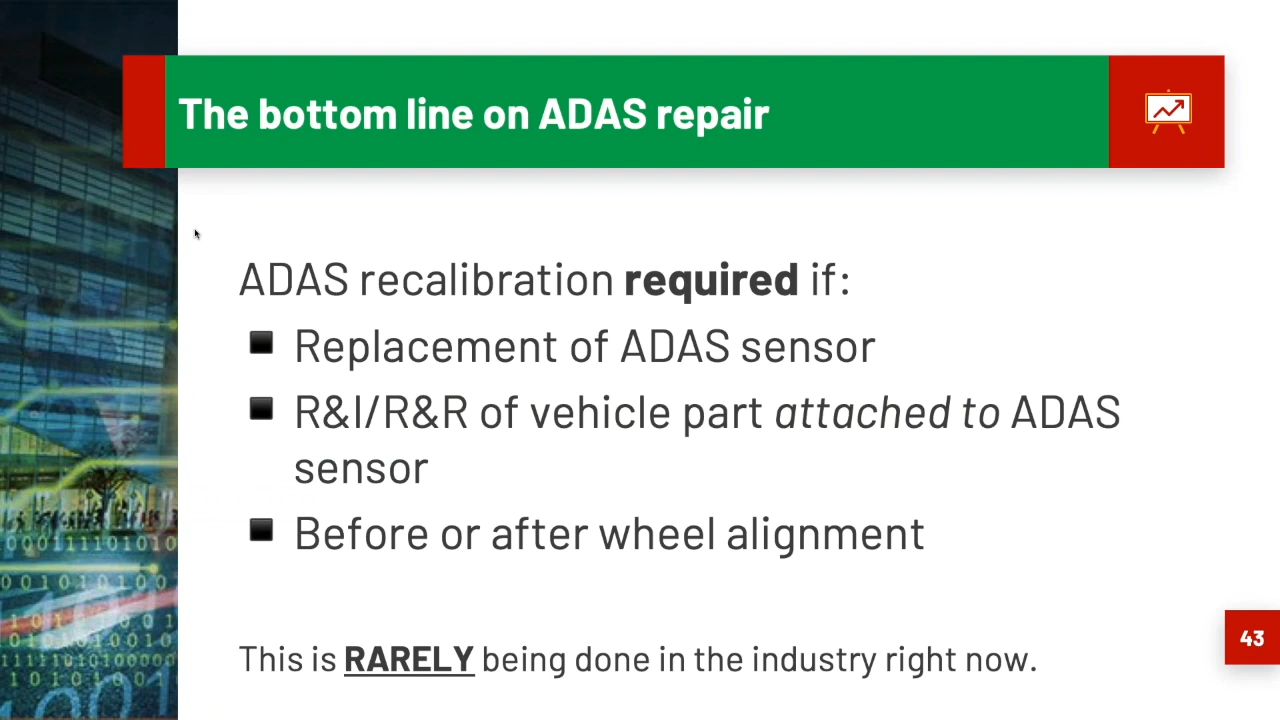 The bottom line on ADAS repair
ADAS recalibration required if:
Replacement of ADAS sensor
R&I/R&R of vehicle part attached to ADAS
sensor
Before or after wheel alignment
This is RARELY being done in the industry right now.
43